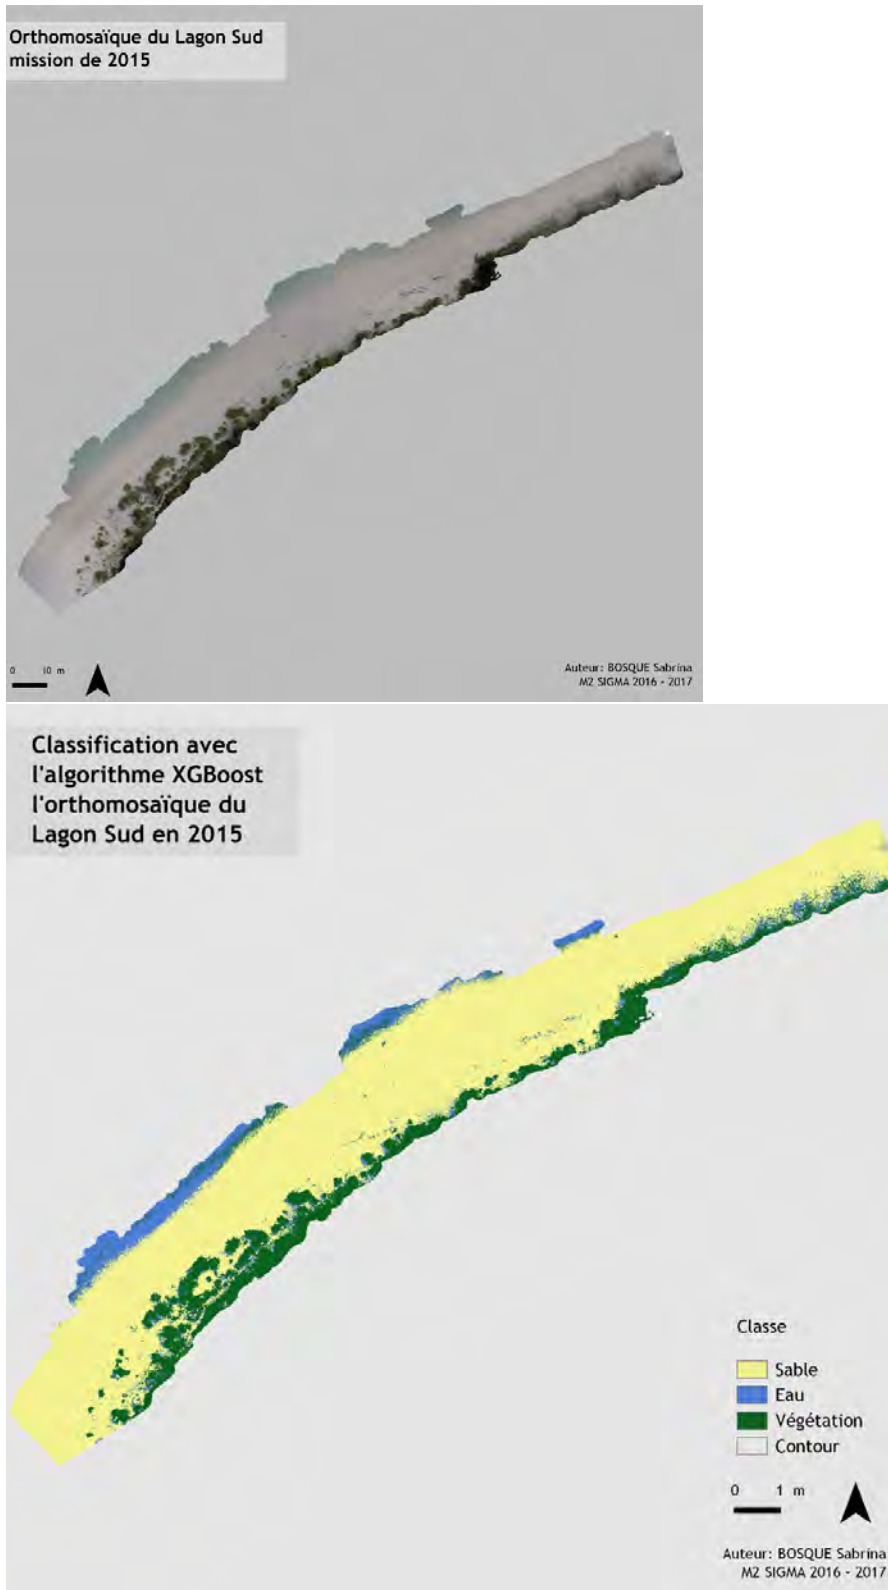 Orthomosaïque du Lagon Sud
mission de 2015
0 10 m
Auteur: BOSQUE Sabrina
M2 SIGMA 2016 - 2017
Classification avec
l'algorithme XGBoost
l'orthomosaïque du
Lagon Sud en 2015
Classe
Sable
Eau
Végétation
Contour
0 1 m
Auteur: BOSQUE Sabrina
M2 SIGMA 2016 - 2017